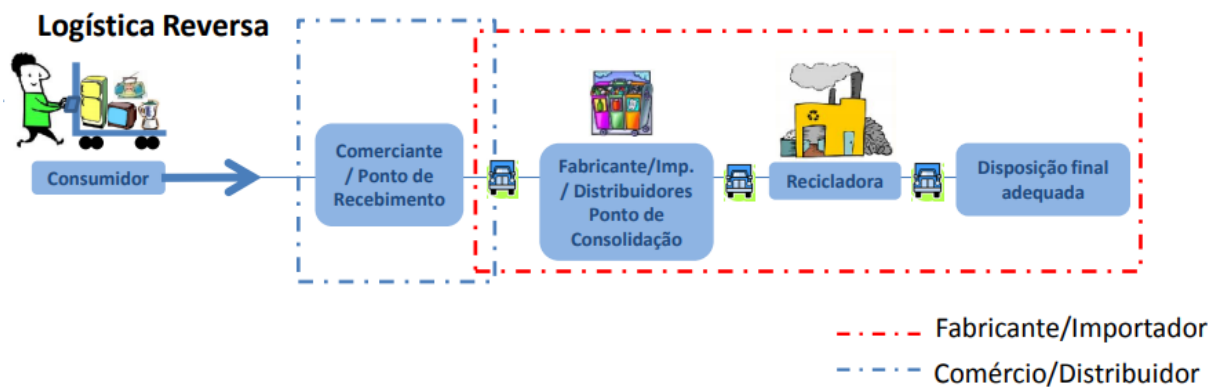 Logística Reversa
Consumidor
Comerciante
/ Ponto de
Recebimento
Fabricante/Imp.
/ Distribuidores
Ponto de
Consolidação
Recicladora
Disposição final
adequada
Fabricante/Importador
Comércio/Distribuidor